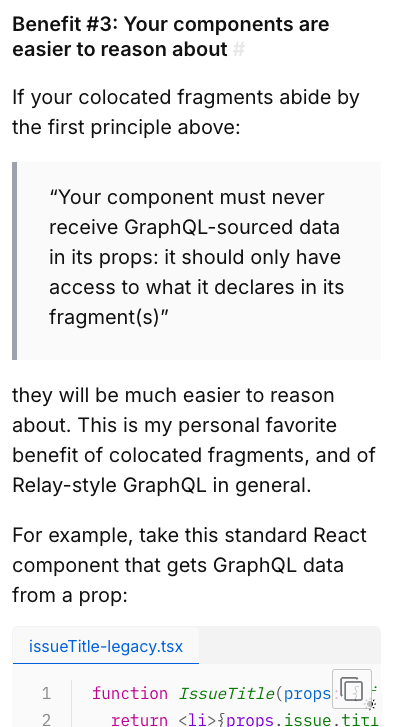 Benefit #3: Your components are
easier to reason about #
If your colocated fragments abide by
the first principle above:
“Your component must never
receive GraphQL-sourced data
in its props: it should only have
access to what it declares in its
fragment(s)”
they will be much easier to reason
about. This is my personal favorite
benefit of colocated fragments, and of
Relay-style GraphQL in general.
For example, take this standard React
component that gets GraphQL data
from a prop:
issueTitle-legacy.tsx
1 function IssueTitle(props:
2 return <li>{props.issue.titl